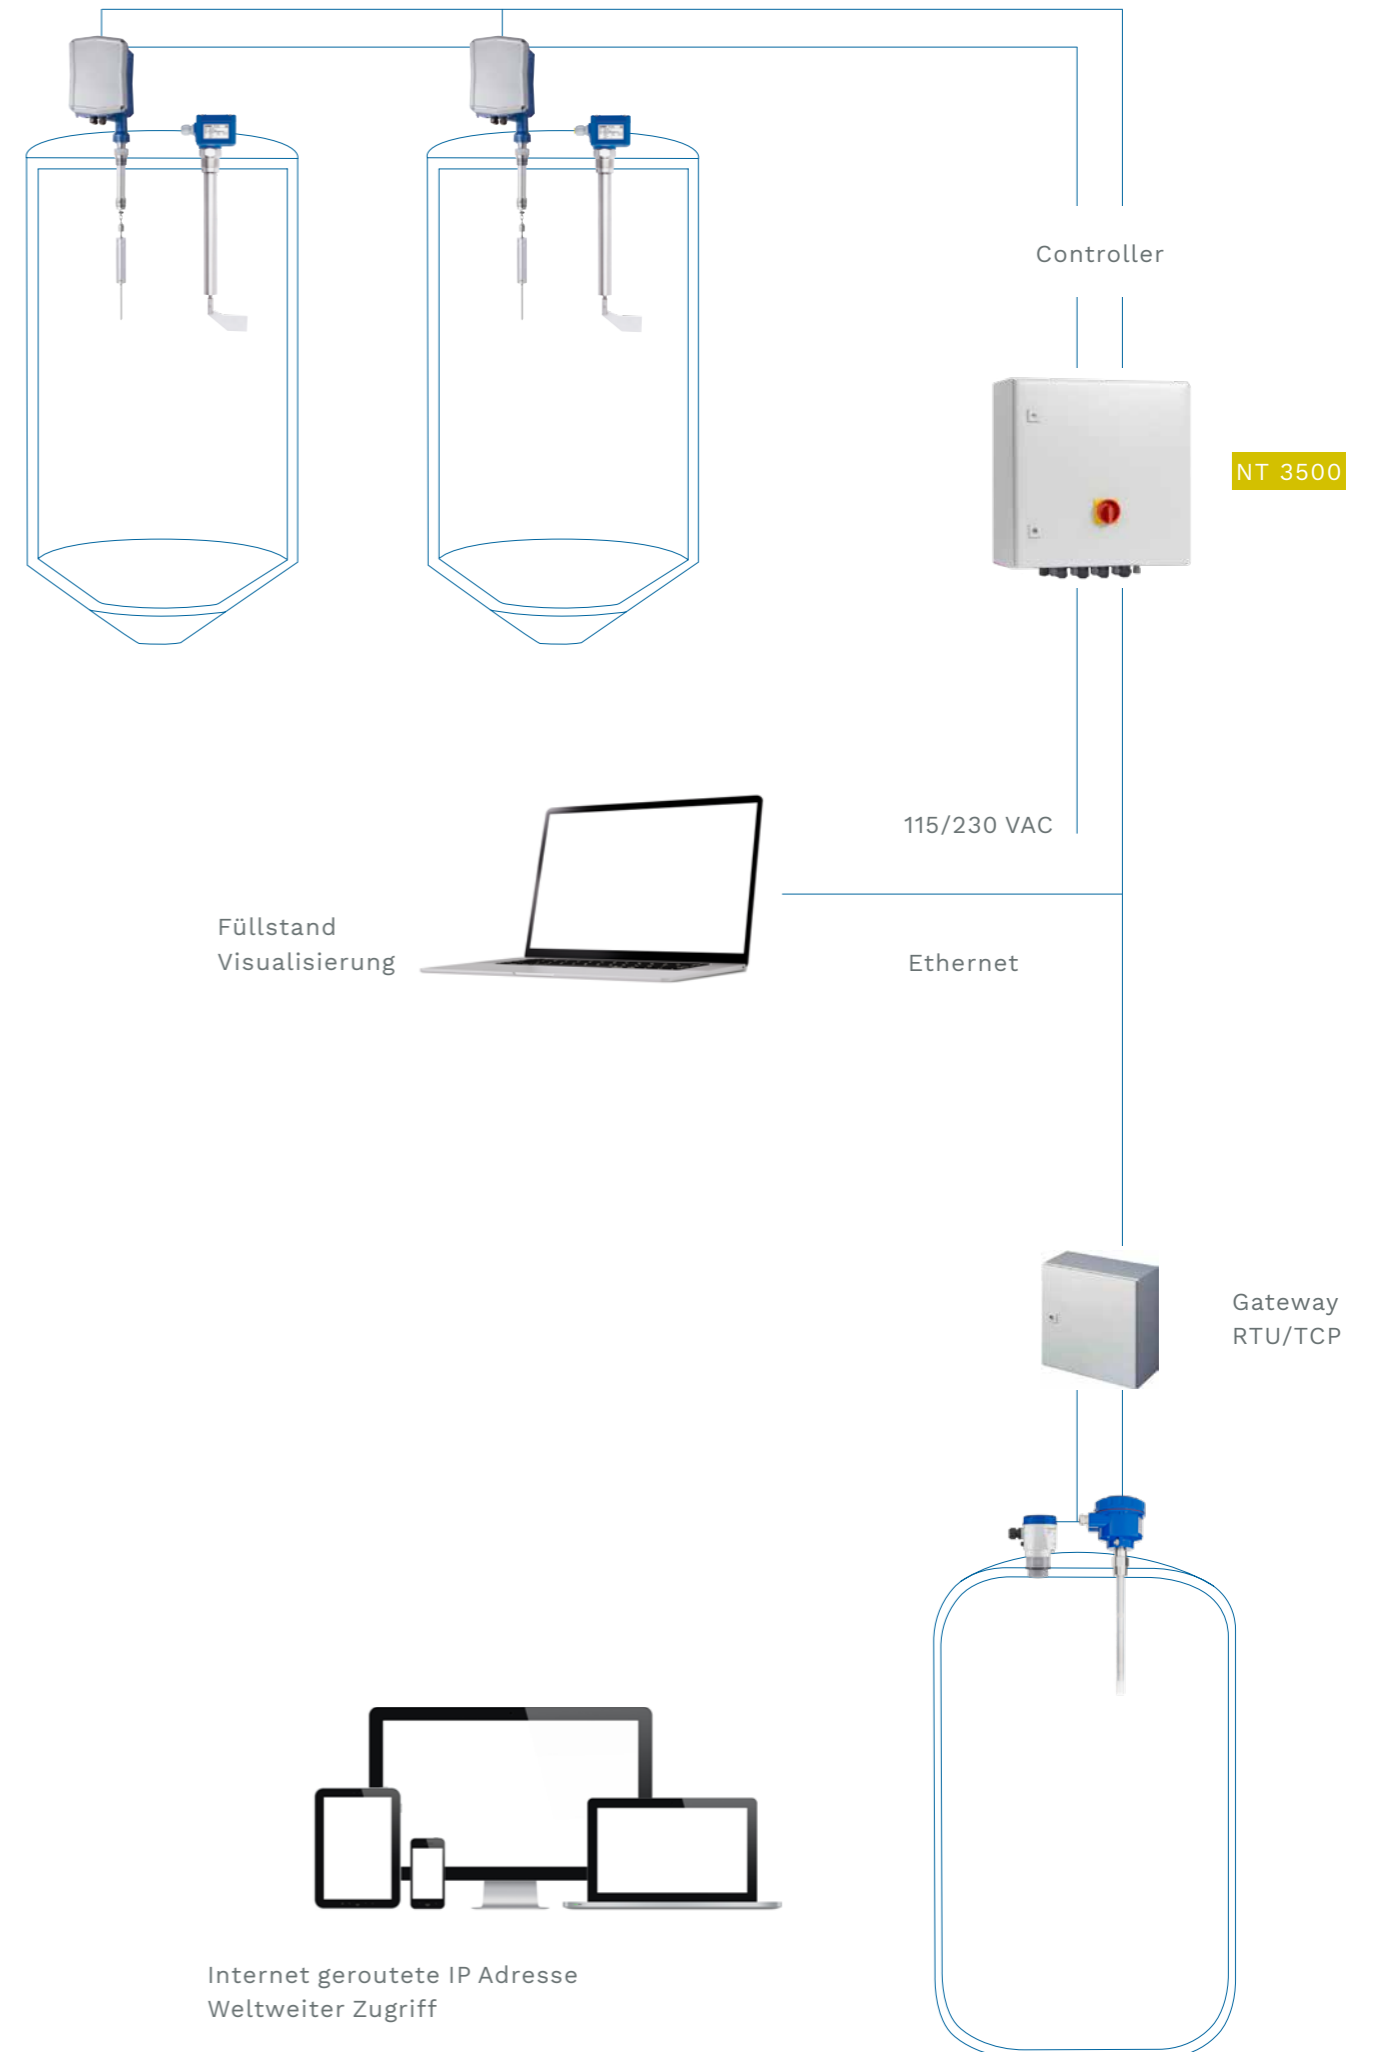 Controller
NT 3500
115/230 VAC
Füllstand
Visualisierung
Ethernet
Gateway
RTU/TCP
Internet geroutete IP Adresse
Weltweiter Zugriff